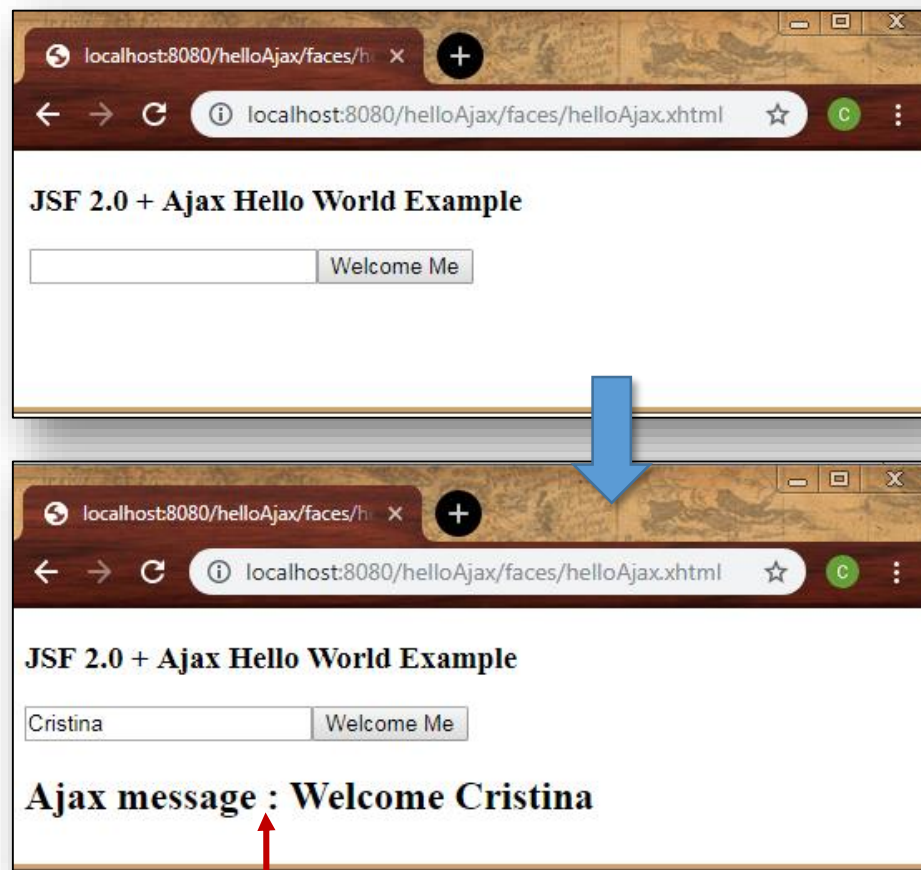 localhost:8080/helloAjax/faces/h
localhost:8080/helloAjax/faces/helloAjax.xhtml
C
JSF 2.0 + Ajax Hello World Example
Welcome Me
localhost:8080/helloAjax/faces/h
localhost:8080/helloAjax/faces/helloAjax.xhtml
C
JSF 2.0 + Ajax Hello World Example
Cristina Welcome Me
Ajax message : Welcome Cristina